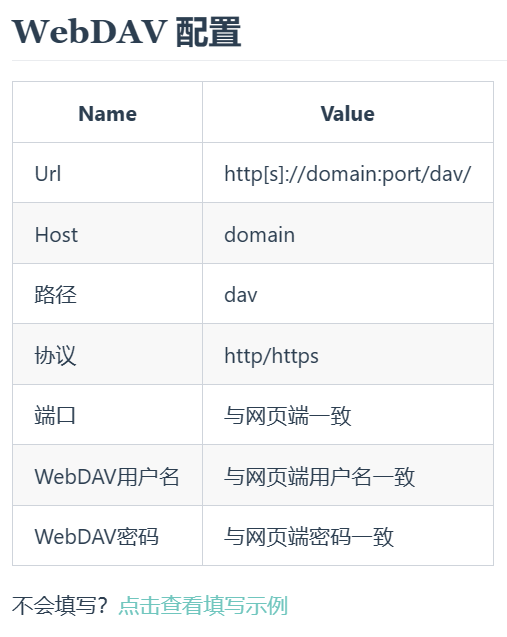 WebDAV 配置
Name Value
Url http[s]://domain:port/dav/
Host domain
路径 dav
协议 http/https
端口 与网页端一致
WebDAV用户名 与网页端用户名一致
WebDAV密码 与网页端密码一致
不会填写？点击查看填写示例